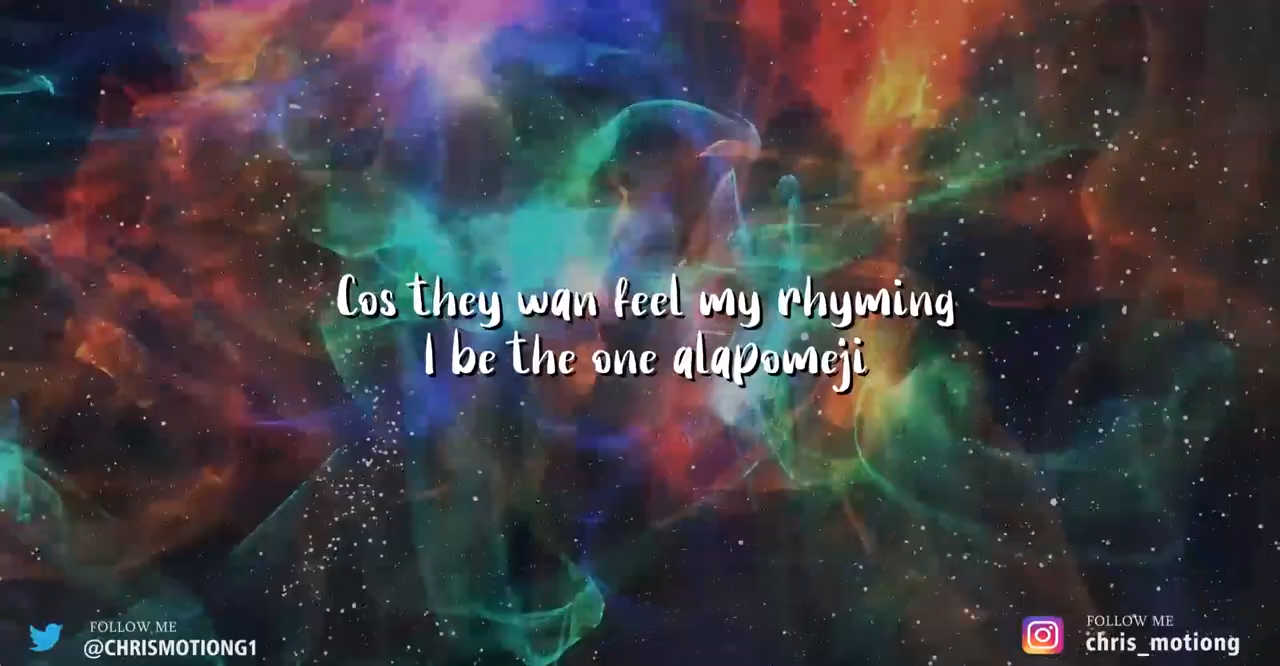 Cos they wan feel my rhyming
I be the one alapomeji
FOLLOW ME
@CHRISMOTIONG1
FOLLOW ME
chris_motiong